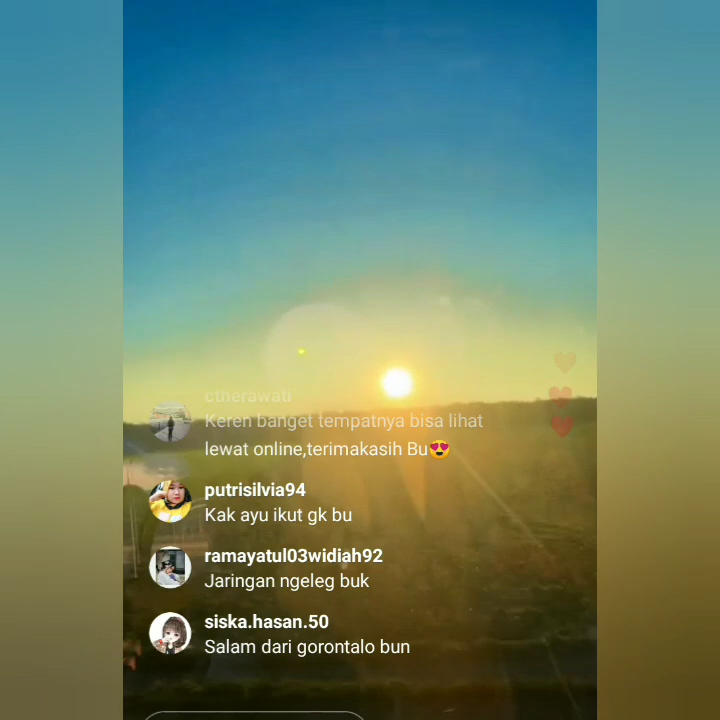 ctherawati
Keren banget tempatnya bisa lihat
lewat online,terimakasih Bu😍
putrisilvia94
Kak ayu ikut gk bu
ramayatul03widiah92
Jaringan ngeleg buk
siska.hasan.50
Salam dari gorontalo bun